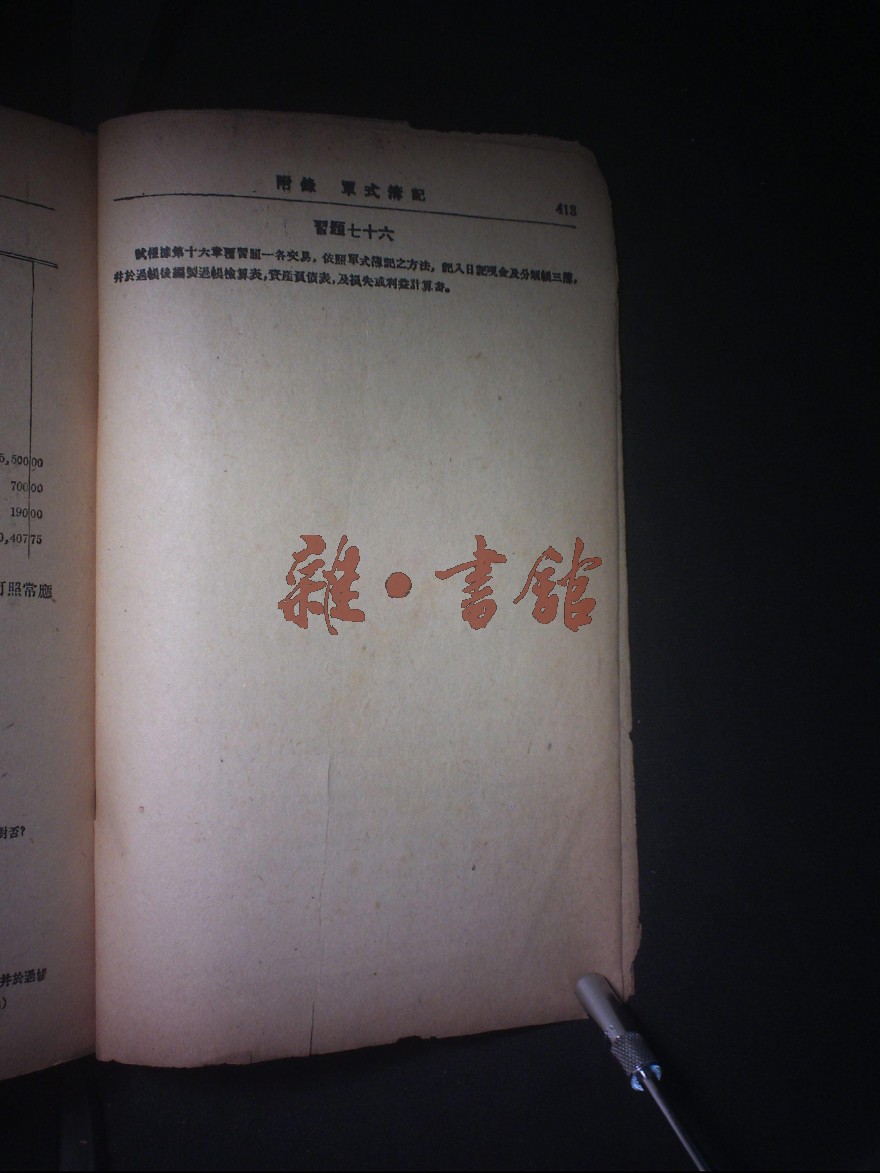 5,500 00
700 00
190 00
0,407 75
可照常應
對否?
并於過帳
附錄 單式簿記
413
習題七十六
試根據第十六章複習題一各交易,依照單式簿記之方法,記入日記現金及分類帳三簿,
并於過帳後編製過帳檢算表,資產負債表,及損失或利益計算書。
雜·書館